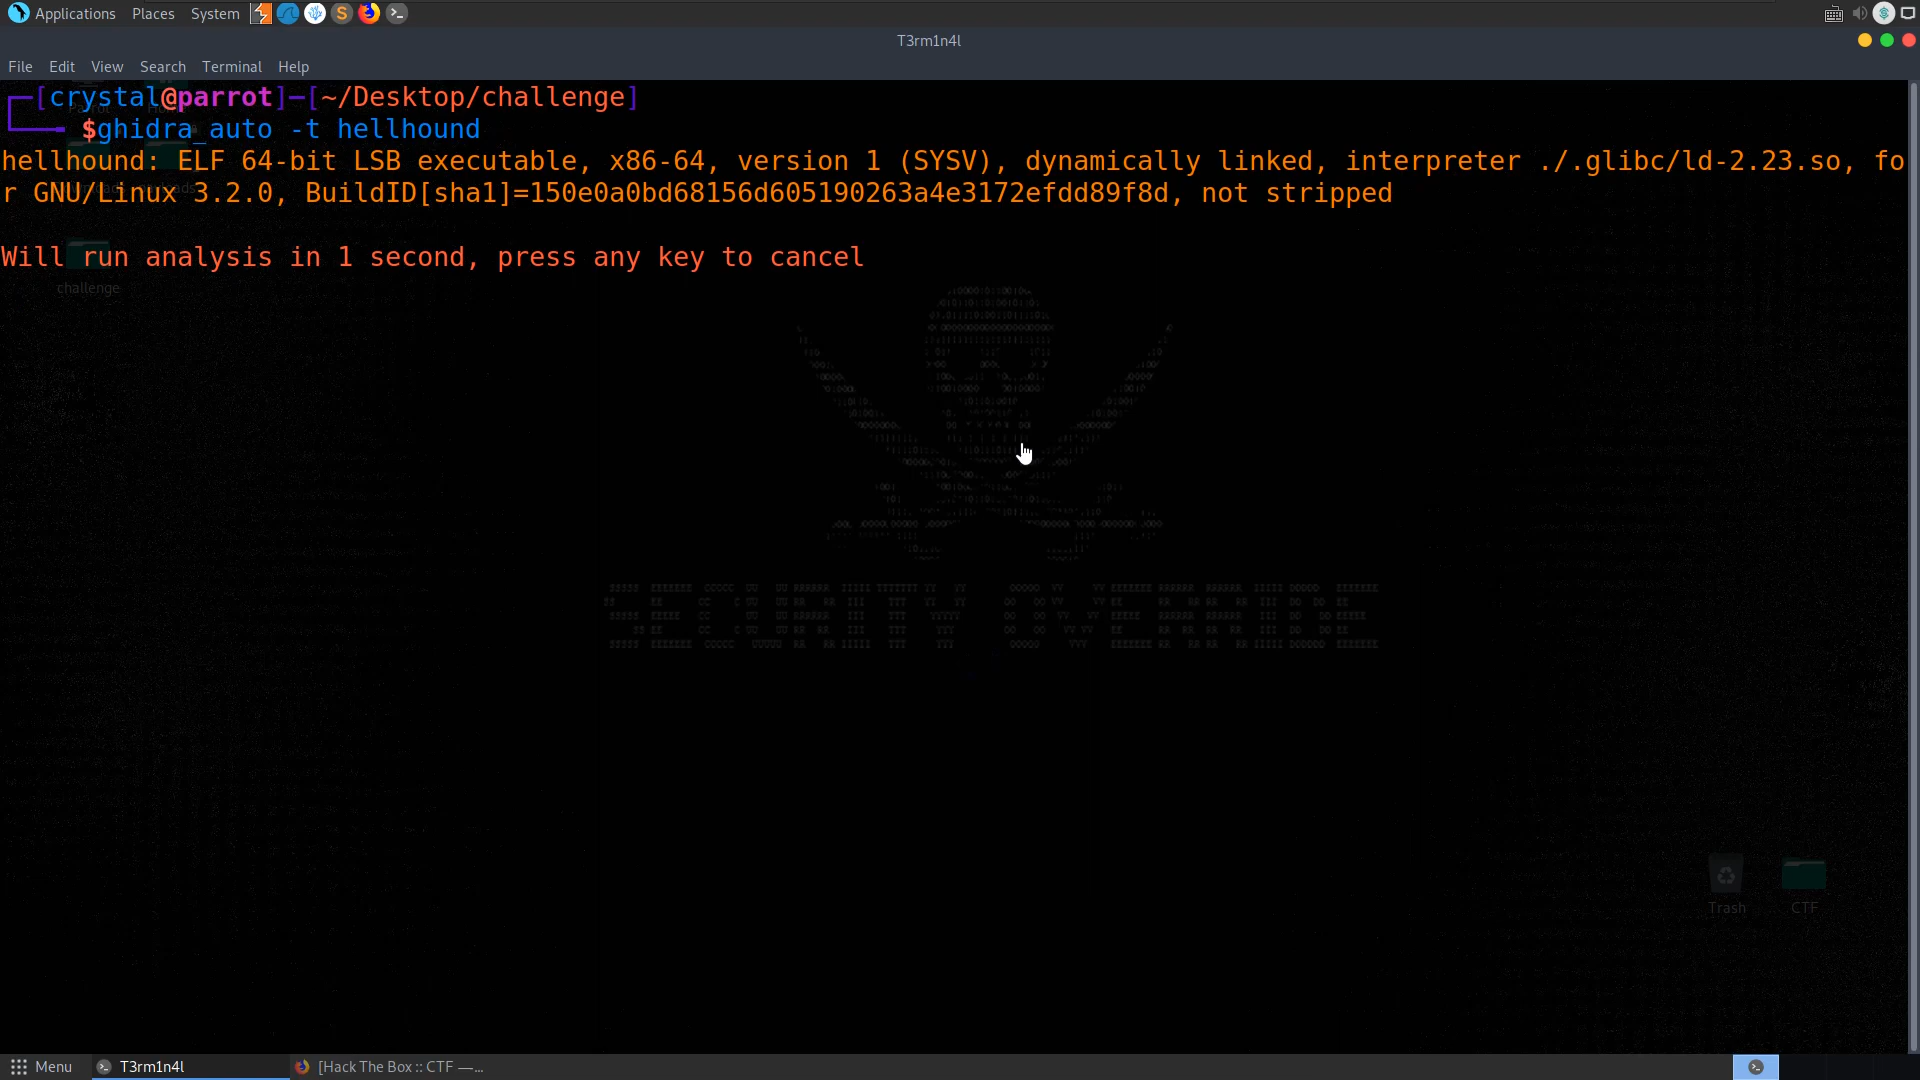 Applications Places System
T3rm1n4l
File Edit View Search Terminal Help
┌─[crystal@parrot]─[~/Desktop/challenge]
└──╼ $ghidra_auto -t hellhound
hellhound: ELF 64-bit LSB executable, x86-64, version 1 (SYSV), dynamically linked, interpreter ./.glibc/ld-2.23.so, fo
r GNU/Linux 3.2.0, BuildID[sha1]=150e0a0bd68156d605190263a4e3172efdd89f8d, not stripped
Will run analysis in 1 second, press any key to cancel
challenge
SECURITY OVERRIDE
Trash CTF
Menu T3rm1n4l [Hack The Box :: CTF —...